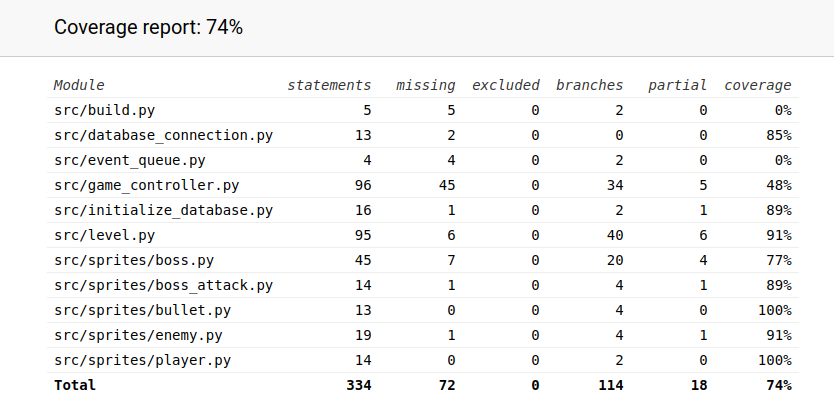 Coverage report: 74%
Module statements missing excluded branches partial coverage
src/build.py 5 5 0 2 0 0%
src/database_connection.py 13 2 0 0 0 85%
src/event_queue.py 4 4 0 2 0 0%
src/game_controller.py 96 45 0 34 5 48%
src/initialize_database.py 16 1 0 2 1 89%
src/level.py 95 6 0 40 6 91%
src/sprites/boss.py 45 7 0 20 4 77%
src/sprites/boss_attack.py 14 1 0 4 1 89%
src/sprites/bullet.py 13 0 0 4 0 100%
src/sprites/enemy.py 19 1 0 4 1 91%
src/sprites/player.py 14 0 0 2 0 100%
Total 334 72 0 114 18 74%